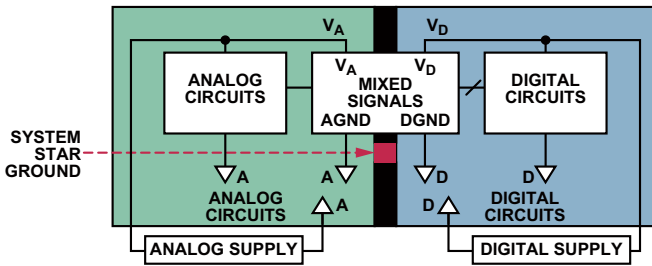 VA
VD
ANALOG
CIRCUITS
VA
VD
MIXED
SIGNALS
AGND
DGND
DIGITAL
CIRCUITS
SYSTEM
STAR
GROUND
A
A
D
D
ANALOG
CIRCUITS
A
D
DIGITAL
CIRCUITS
ANALOG SUPPLY
DIGITAL SUPPLY